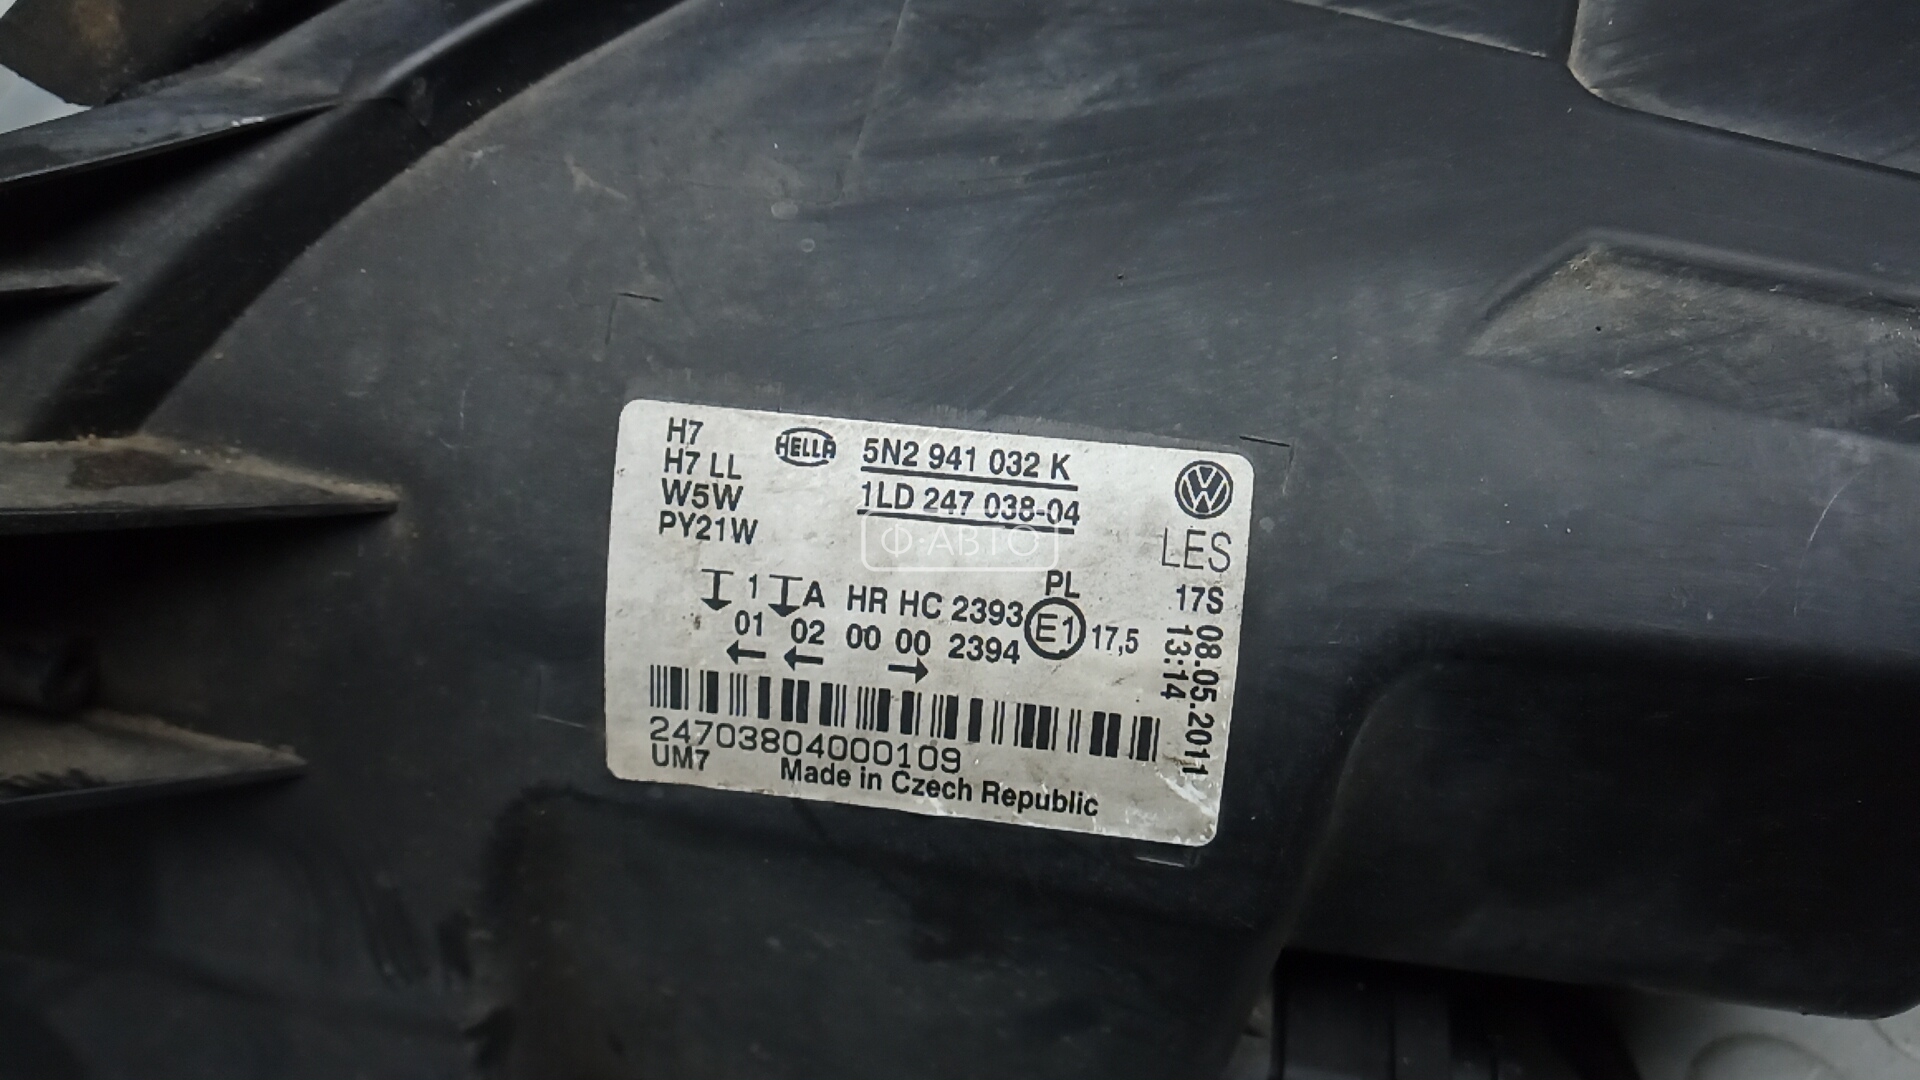 H7
H7 LL
W5W
PY21W
HELLA
5N2 941 032 K
1LD 247 038-04
Ф-АВТО
VW
LES
17S
08.05.2011
13:14
PL
1 A HR HC 2393 E1 17,5
01 02 00 00 2394
24703804000109
UM7
Made in Czech Republic